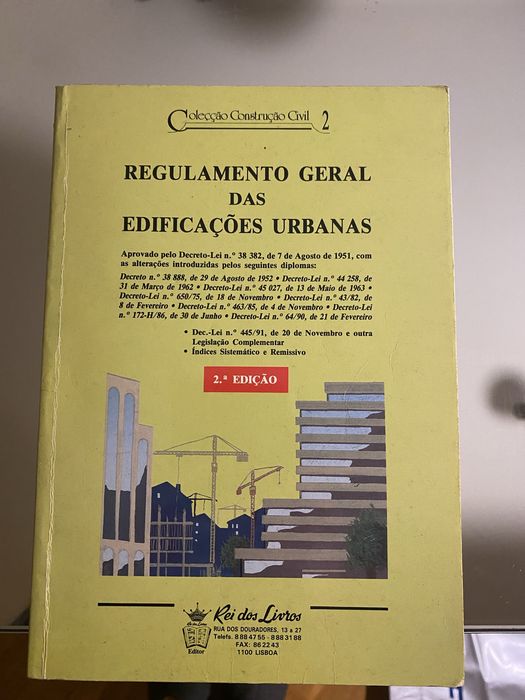 Colecção Construção Civil 2
REGULAMENTO GERAL
DAS
EDIFICAÇÕES URBANAS
Aprovado pelo Decreto-Lei n.º 38 382, de 7 de Agosto de 1951, com
as alterações introduzidas pelos seguintes diplomas:
Decreto n.º 38 888, de 29 de Agosto de 1952 • Decreto-Lei n.º 44 258, de
31 de Março de 1962 • Decreto-Lei n.º 45 027, de 13 de Maio de 1963 •
Decreto-Lei n.º 650/75, de 18 de Novembro • Decreto-Lei n.º 43/82, de
8 de Fevereiro • Decreto-Lei n.º 463/85, de 4 de Novembro • Decreto-Lei
n.º 172-H/86, de 30 de Junho • Decreto-Lei n.º 64/90, de 21 de Fevereiro
• Dec.-Lei n.º 445/91, de 20 de Novembro e outra
Legislação Complementar
• Índices Sistemático e Remissivo
2.ª EDIÇÃO
Rei dos Livros
Editor
Rei dos Livros
RUA DOS DOURADORES, 13 a 27
Telefs. 8 88 47 55 - 8 88 31 88
FAX: 86 22 43
1100 LISBOA